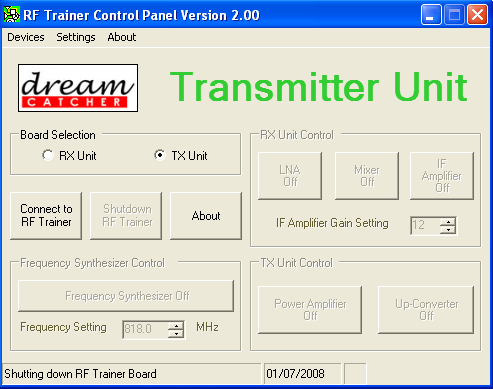 RF Trainer Control Panel Version 2.00
Devices Settings About
dream
CATCHER
Transmitter Unit
Board Selection
RX Unit TX Unit
Connect to
RF Trainer
Shutdown
RF Trainer
About
RX Unit Control
LNA
Off
Mixer
Off
IF
Amplifier
Off
IF Amplifier Gain Setting 12
Frequency Synthesizer Control
Frequency Synthesizer Off
Frequency Setting 818.0 MHz
TX Unit Control
Power Amplifier
Off
Up-Converter
Off
Shutting down RF Trainer Board 01/07/2008